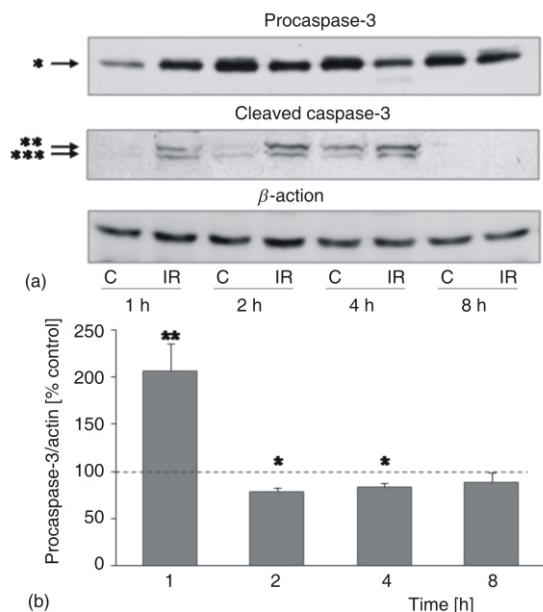 Procaspase-3
*
Cleaved caspase-3
**
***
β-action
(a)
C IR C IR C IR C IR
1 h 2 h 4 h 8 h
Procaspase-3/actin [% control]
250
200
150
100
50
0
**
*
*
1 2 4 8
(b)
Time [h]